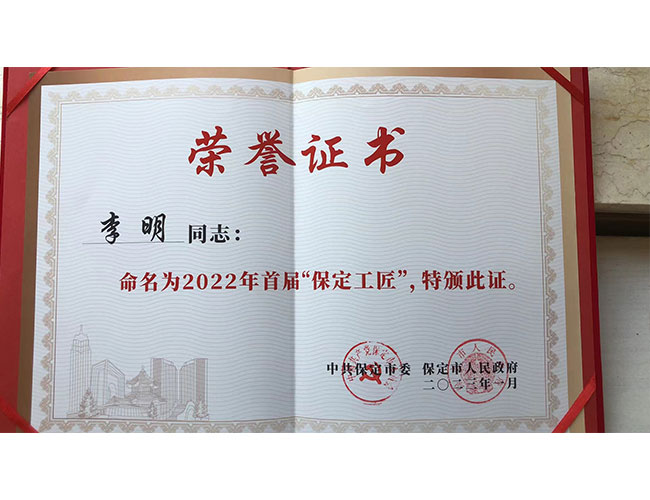 荣誉证书
李明 同志：
命名为2022年首届“保定工匠”，特颁此证。
中共保定市委 保定市人民政府
二〇二三年一月